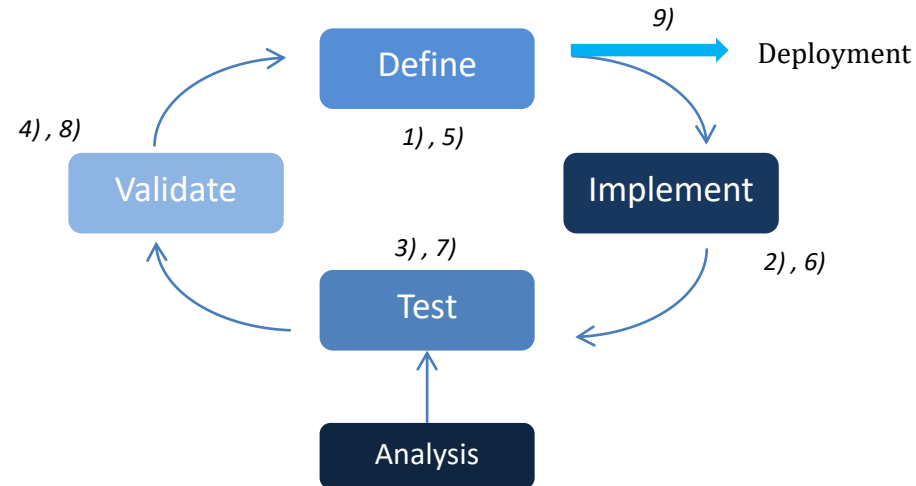 9)
Define
Deployment
4) , 8)
1) , 5)
Validate
Implement
3) , 7)
2) , 6)
Test
Analysis